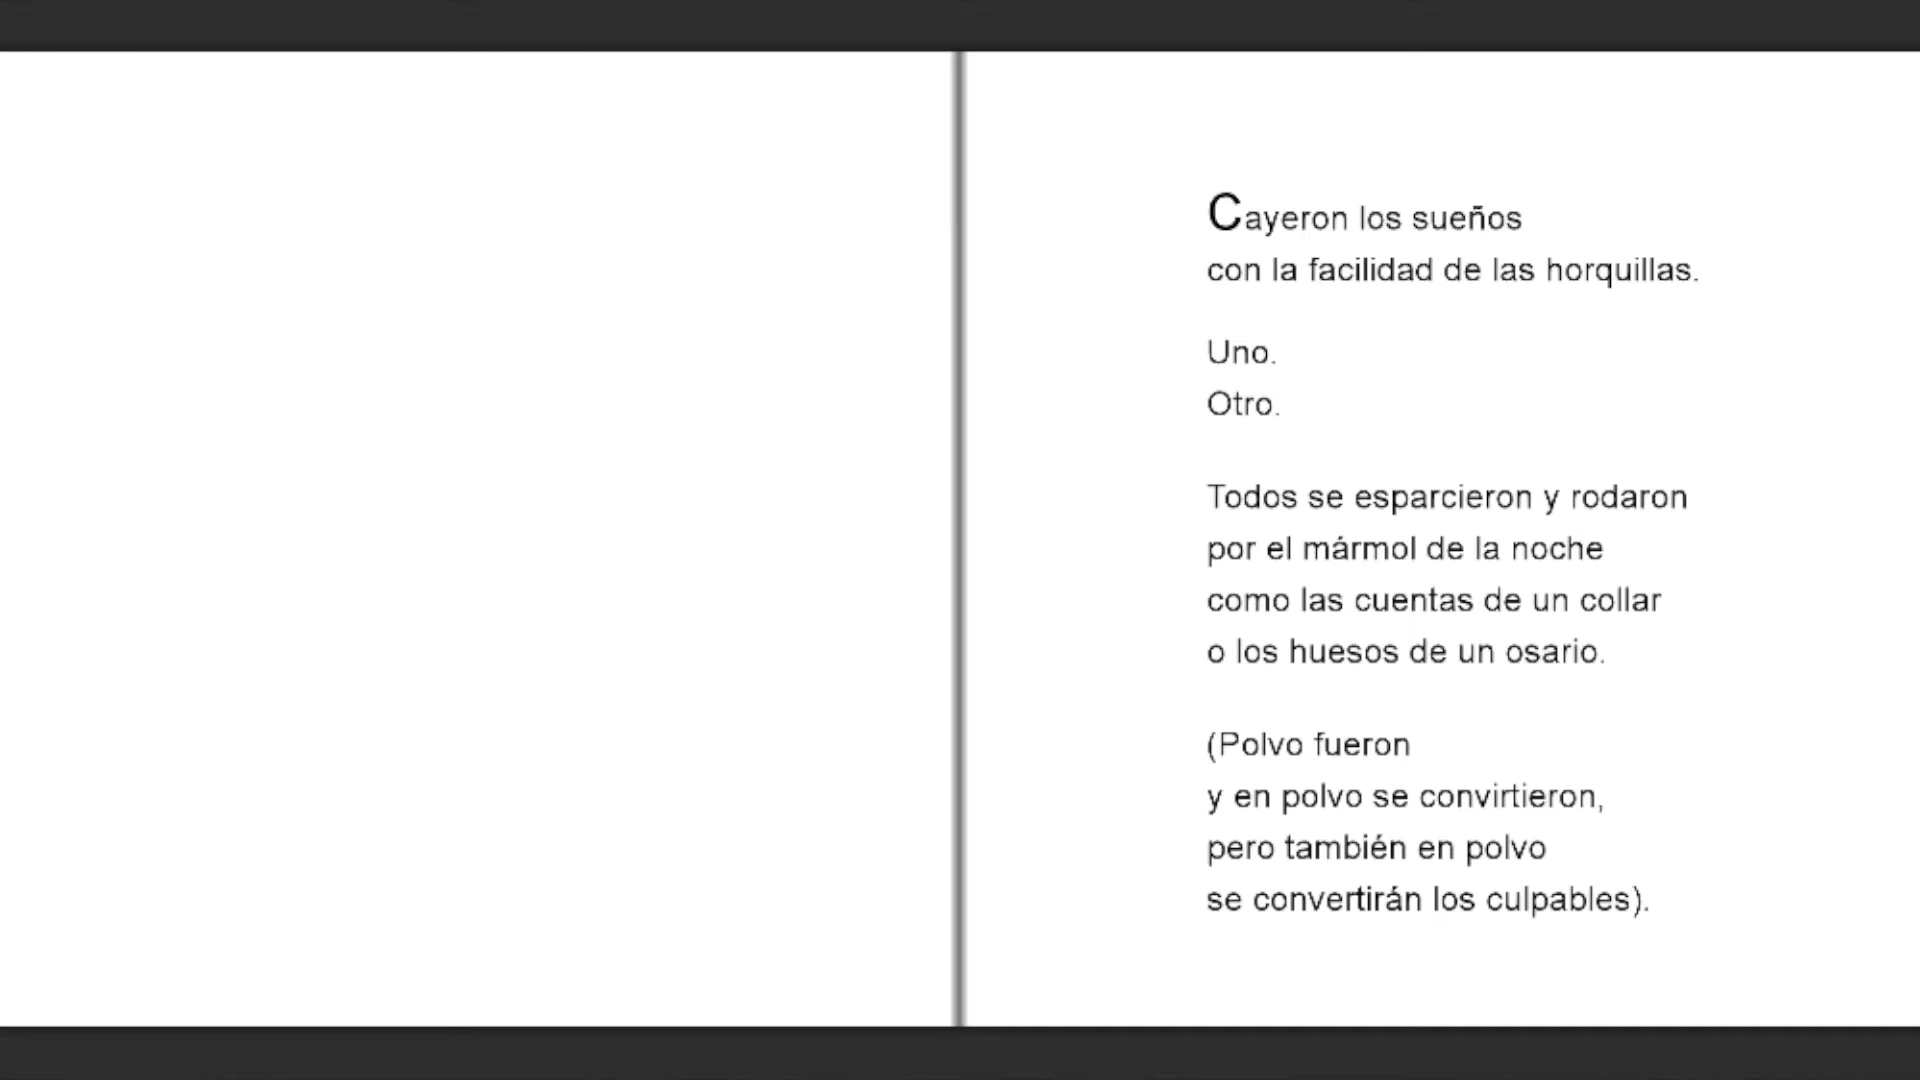 Cayeron los sueños
con la facilidad de las horquillas.
Uno.
Otro.
Todos se esparcieron y rodaron
por el mármol de la noche
como las cuentas de un collar
o los huesos de un osario.
(Polvo fueron
y en polvo se convirtieron,
pero también en polvo
se convertirán los culpables).